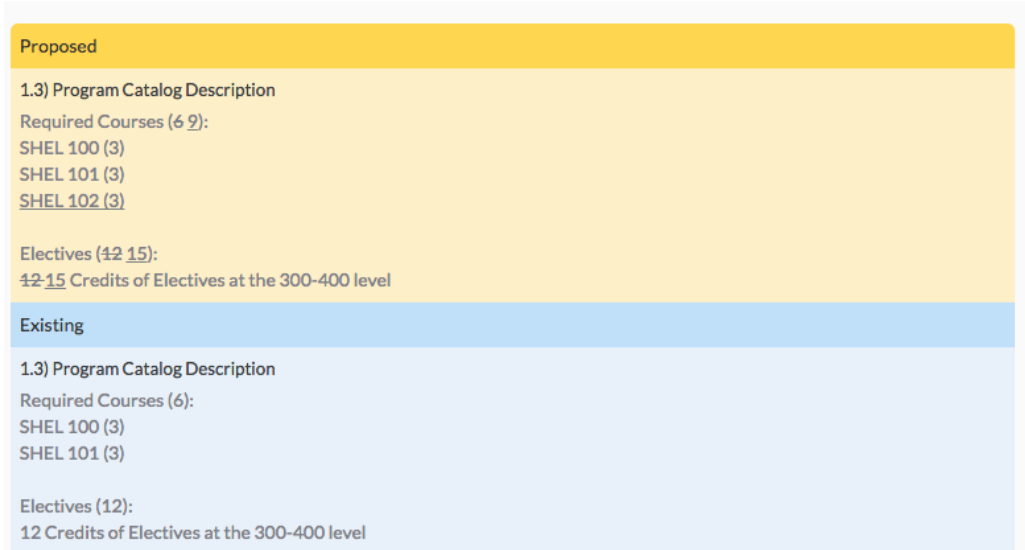 Proposed
1.3) Program Catalog Description
Required Courses (6 9):
SHEL 100 (3)
SHEL 101 (3)
SHEL 102 (3)
Electives (12 15):
12 15 Credits of Electives at the 300-400 level
Existing
1.3) Program Catalog Description
Required Courses (6):
SHEL 100 (3)
SHEL 101 (3)
Electives (12):
12 Credits of Electives at the 300-400 level